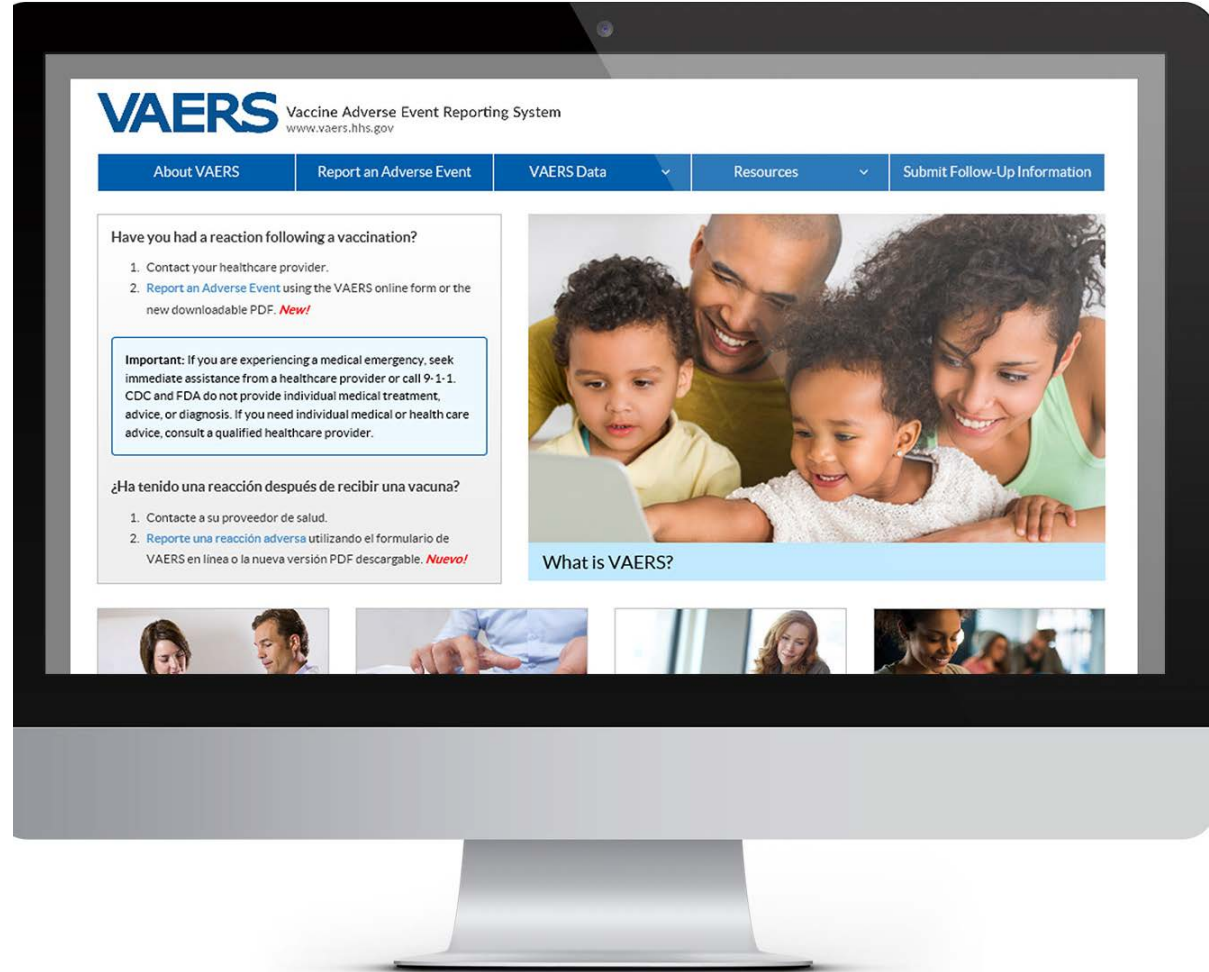 VAERS Vaccine Adverse Event Reporting System
www.vaers.hhs.gov
About VAERS Report an Adverse Event VAERS Data Resources Submit Follow-Up Information
Have you had a reaction following a vaccination?
1. Contact your healthcare provider.
2. Report an Adverse Event using the VAERS online form or the
new downloadable PDF. New!
Important: If you are experiencing a medical emergency, seek
immediate assistance from a healthcare provider or call 9-1-1.
CDC and FDA do not provide individual medical treatment,
advice, or diagnosis. If you need individual medical or health care
advice, consult a qualified healthcare provider.
¿Ha tenido una reacción después de recibir una vacuna?
1. Contacte a su proveedor de salud.
2. Reporte una reacción adversa utilizando el formulario de
VAERS en línea o la nueva versión PDF descargable. Nuevo!
What is VAERS?